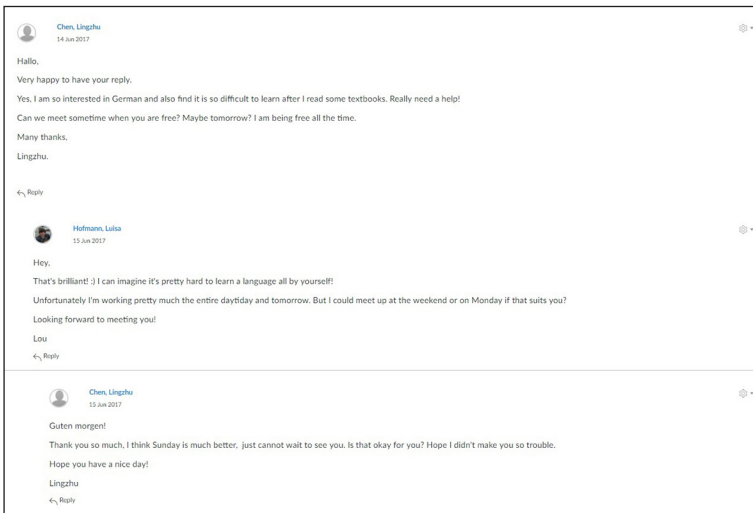 Chen, Lingzhu
14 Jun 2017
Hallo,
Very happy to have your reply.
Yes, I am so interested in German and also find it is so difficult to learn after I read some textbooks. Really need a help!
Can we meet sometime when you are free? Maybe tomorrow? I am being free all the time.
Many thanks,
Lingzhu.
Reply
Hofmann, Luisa
15 Jun 2017
Hey,
That's brilliant! :) I can imagine it's pretty hard to learn a language all by yourself!
Unfortunately I'm working pretty much the entire daytiday and tomorrow. But I could meet up at the weekend or on Monday if that suits you?
Looking forward to meeting you!
Lou
Reply
Chen, Lingzhu
15 Jun 2017
Guten morgen!
Thank you so much, I think Sunday is much better, just cannot wait to see you. Is that okay for you? Hope I didn't make you so trouble.
Hope you have a nice day!
Lingzhu
Reply